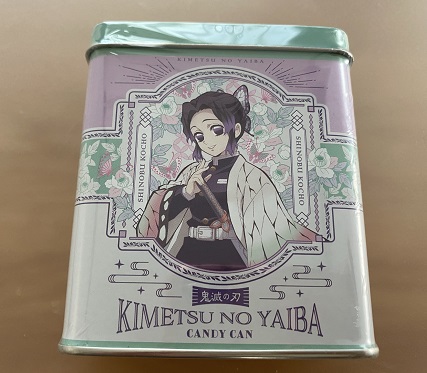 KIMETSU NO YAIBA
SHINOBU KOCHO
SHINOBU KOCHO
鬼滅の刃
KIMETSU NO YAIBA
CANDY CAN